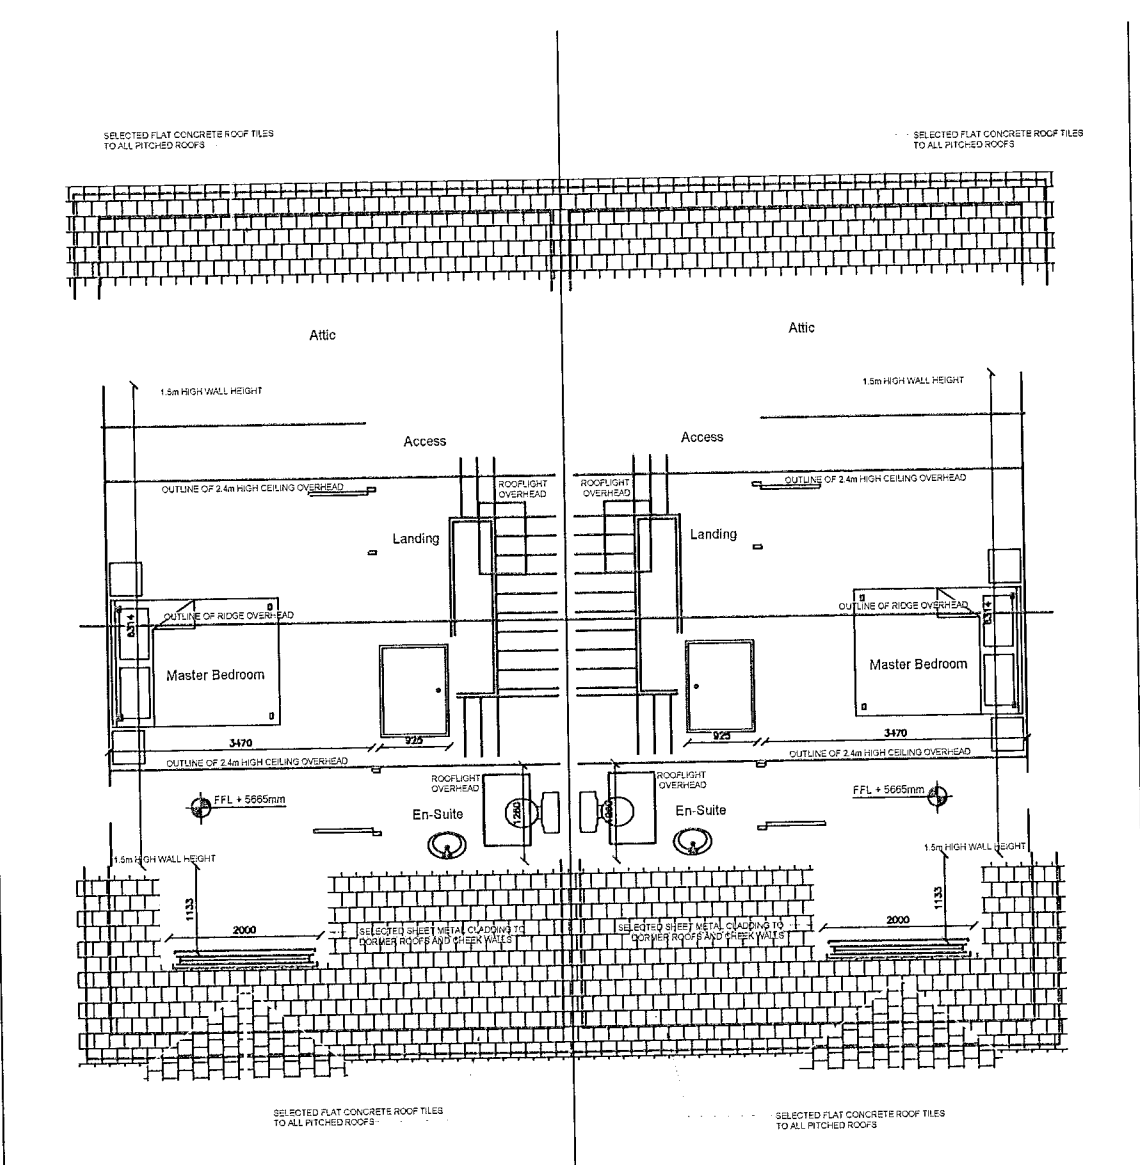 SELECTED FLAT CONCRETE ROOF TILES
TO ALL PITCHED ROOFS
SELECTED FLAT CONCRETE ROOF TILES
TO ALL PITCHED ROOFS
Attic
Attic
1.5m HIGH WALL HEIGHT
1.5m HIGH WALL HEIGHT
Access
Access
OUTLINE OF 2.4m HIGH CEILING OVERHEAD
ROOFLIGHT
OVERHEAD
ROOFLIGHT
OVERHEAD
OUTLINE OF 2.4m HIGH CEILING OVERHEAD
Landing
Landing
OUTLINE OF RIDGE OVERHEAD
OUTLINE OF RIDGE OVERHEAD
6314
6314
Master Bedroom
Master Bedroom
3470
925
925
3470
OUTLINE OF 2.4m HIGH CEILING OVERHEAD
OUTLINE OF 2.4m HIGH CEILING OVERHEAD
ROOFLIGHT
OVERHEAD
ROOFLIGHT
OVERHEAD
FFL + 5665mm
FFL + 5665mm
En-Suite
1260
En-Suite
1.5m HIGH WALL HEIGHT
1.5m HIGH WALL HEIGHT
1133
1133
2000
2000
SELECTED SHEET METAL CLADDING TO
DORMER ROOFS AND CHEEK WALLS
SELECTED SHEET METAL CLADDING TO
DORMER ROOFS AND CHEEK WALLS
SELECTED FLAT CONCRETE ROOF TILES
TO ALL PITCHED ROOFS
SELECTED FLAT CONCRETE ROOF TILES
TO ALL PITCHED ROOFS